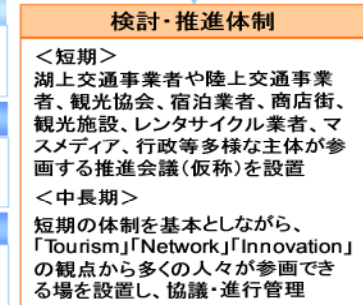 検討・推進体制
＜短期＞
湖上交通事業者や陸上交通事業
者、観光協会、宿泊業者、商店街、
観光施設、レンタサイクル業者、マ
スメディア、行政等多様な主体が参
画する推進会議（仮称）を設置
＜中長期＞
短期の体制を基本としながら、
「Tourism」「Network」「Innovation」
の観点から多くの人々が参画でき
る場を設置し、協議・進行管理